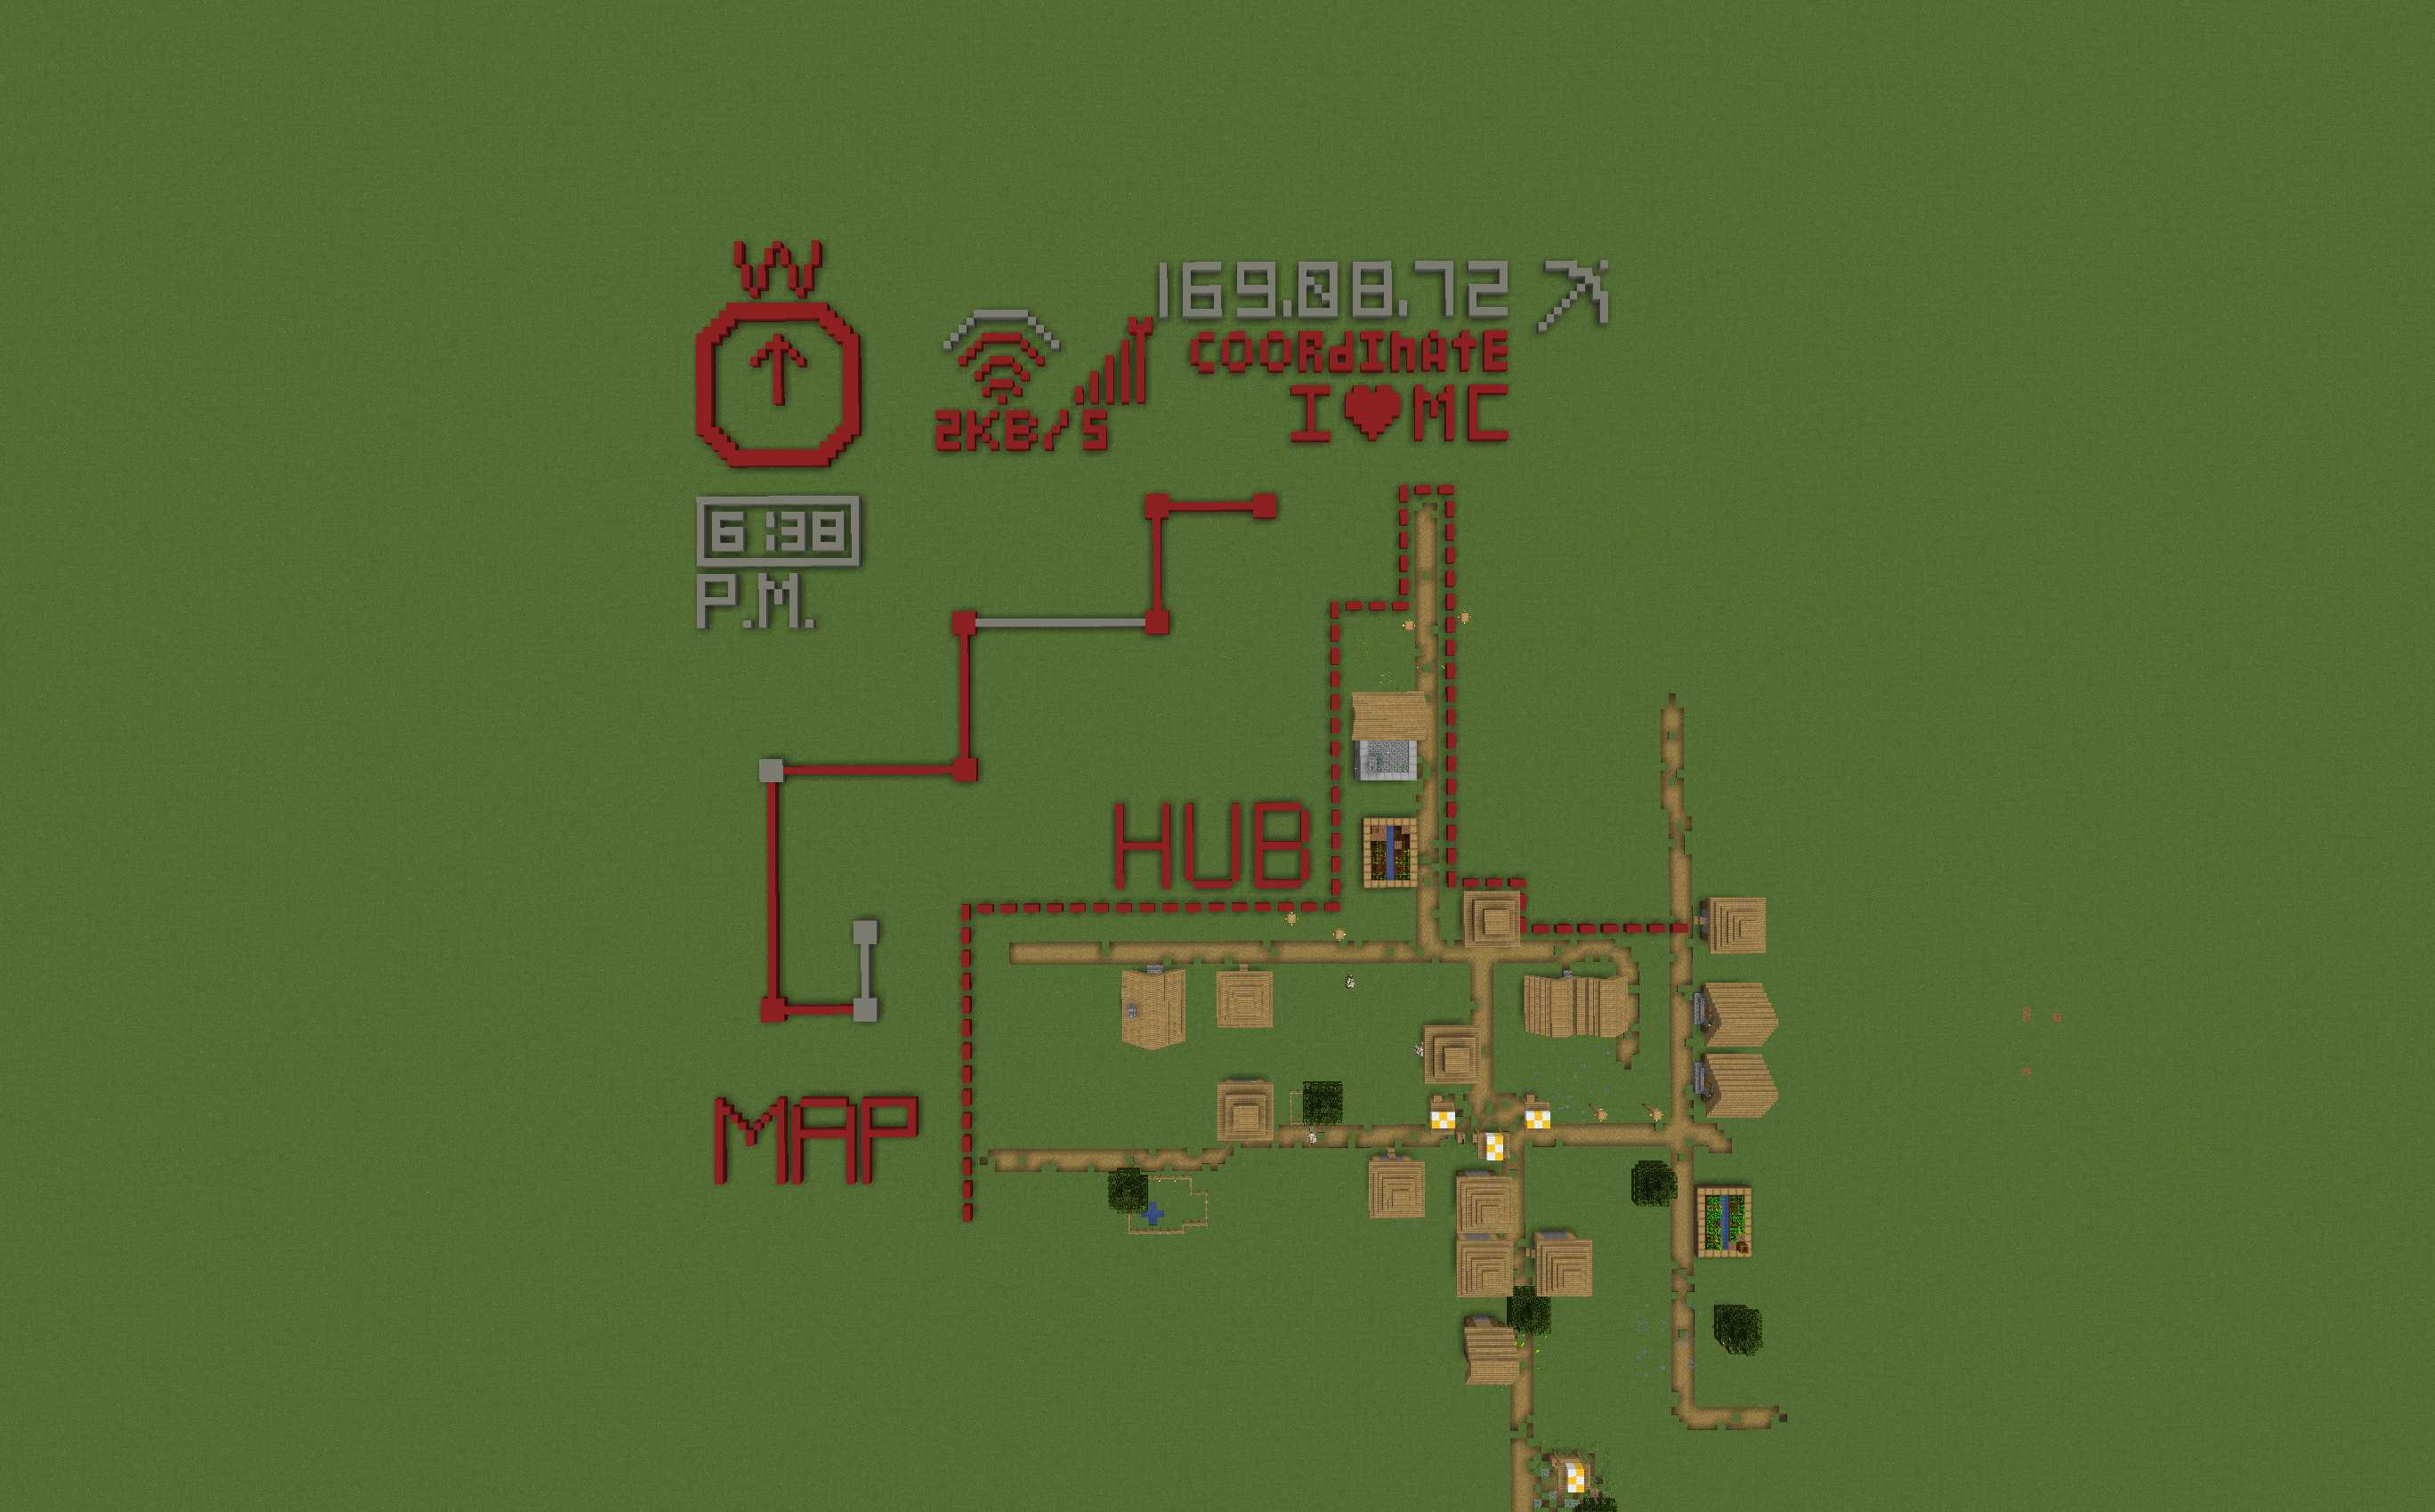 W
169.08.72
COORdInAtE
I ♥ MC
2KB/S
6:38
P.M.
HUB
MAP